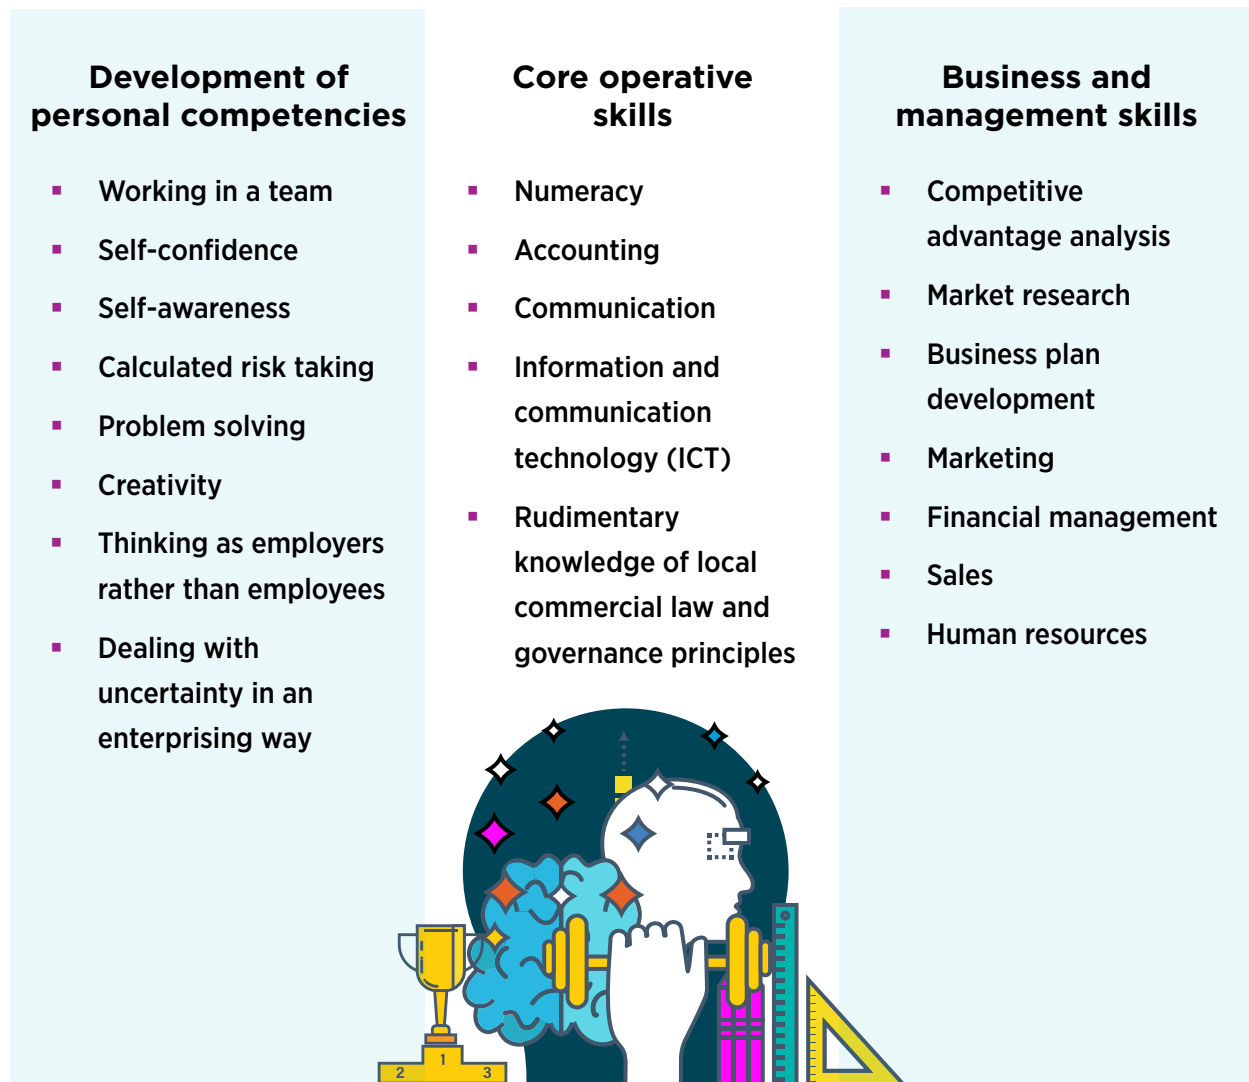 Development of
personal competencies
Working in a team
Self-confidence
Self-awareness
Calculated risk taking
Problem solving
Creativity
Thinking as employers
rather than employees
Dealing with
uncertainty in an
enterprising way
Core operative
skills
Numeracy
Accounting
Communication
Information and
communication
technology (ICT)
Rudimentary
knowledge of local
commercial law and
governance principles
Business and
management skills
Competitive
advantage analysis
Market research
Business plan
development
Marketing
Financial management
Sales
Human resources
2 1 3